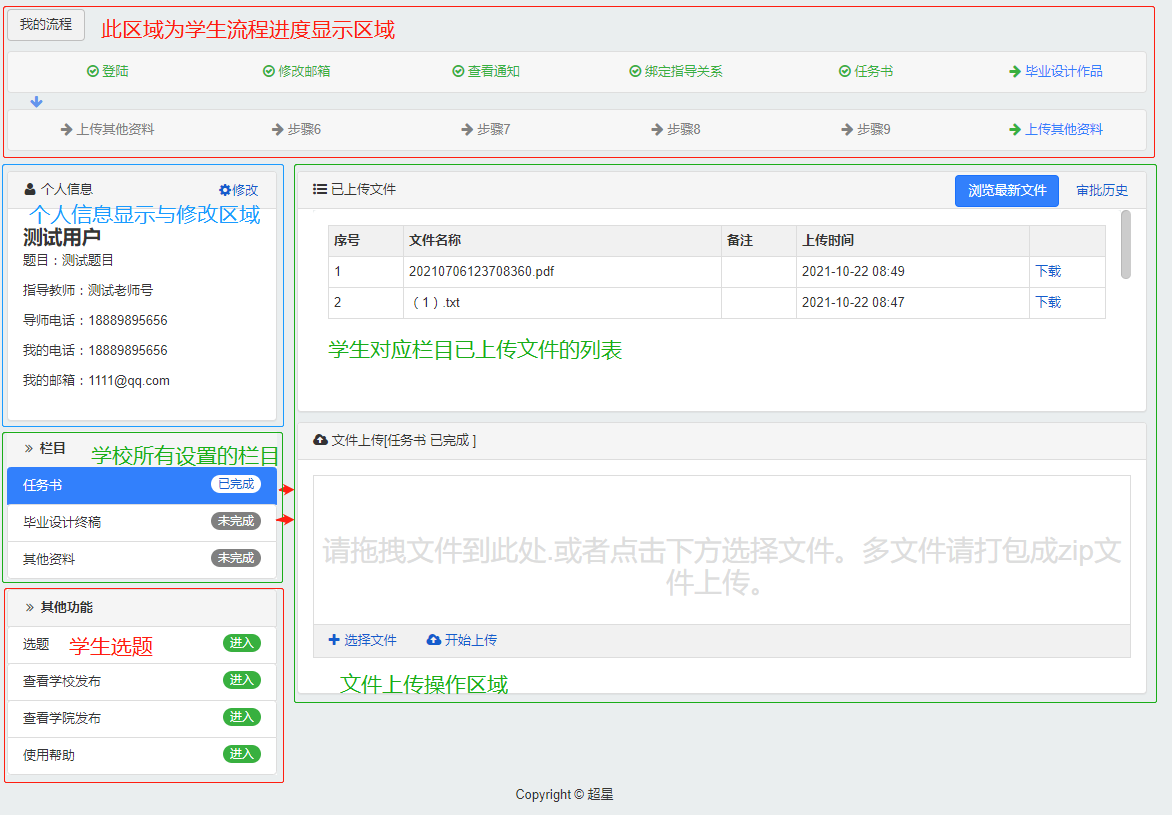 我的流程 此区域为学生流程进度显示区域
登陆 修改邮箱 查看通知 绑定指导关系 任务书 毕业设计作品
上传其他资料 步骤6 步骤7 步骤8 步骤9 上传其他资料
个人信息 修改
个人信息显示与修改区域
测试用户
题目：测试题目
指导教师：测试老师号
导师电话：18889895656
我的电话：18889895656
我的邮箱：1111@qq.com
已上传文件 浏览最新文件 审批历史
序号 文件名称 备注 上传时间
1 20210706123708360.pdf 2021-10-22 08:49 下载
2 （1）.txt 2021-10-22 08:47 下载
学生对应栏目已上传文件的列表
栏目 学校所有设置的栏目
任务书 已完成
毕业设计终稿 未完成
其他资料 未完成
文件上传[任务书 已完成 ]
请拖拽文件到此处.或者点击下方选择文件。多文件请打包成zip文
件上传。
选择文件 开始上传
文件上传操作区域
其他功能
选题 学生选题 进入
查看学校发布 进入
查看学院发布 进入
使用帮助 进入
Copyright © 超星